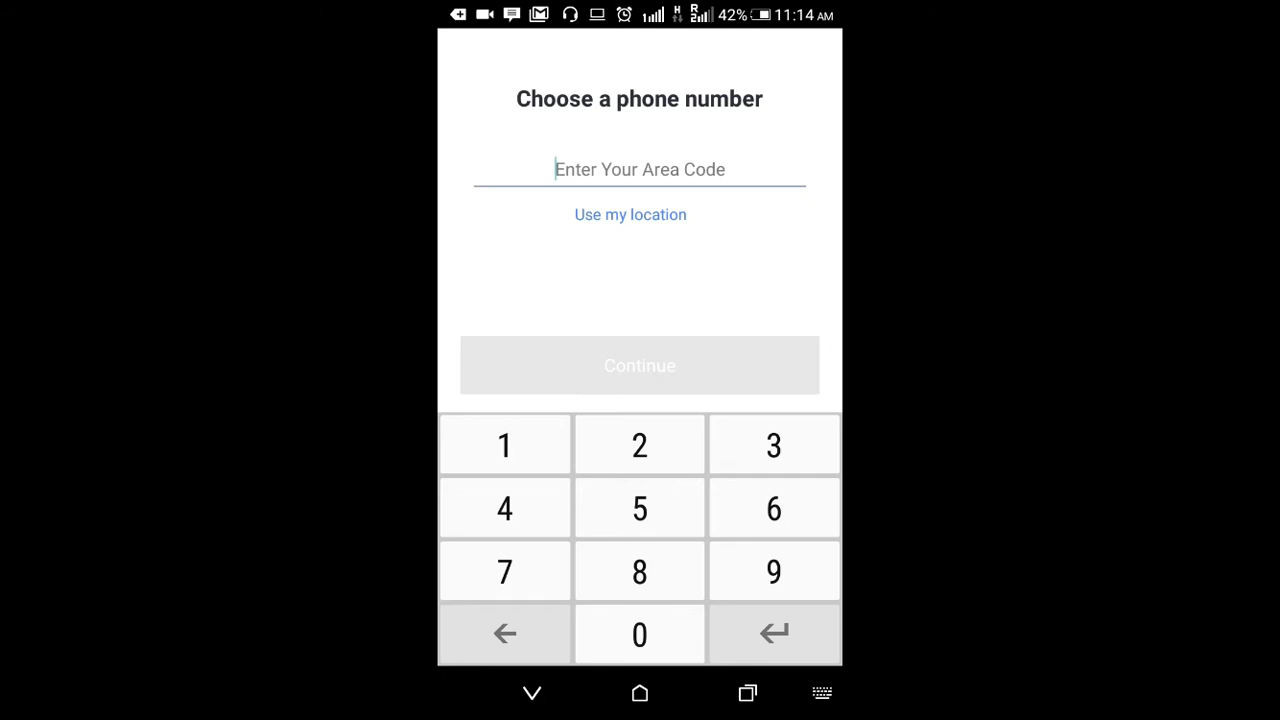 42% 11:14 AM
Choose a phone number
Enter Your Area Code
Use my location
Continue
1 2 3
4 5 6
7 8 9
0